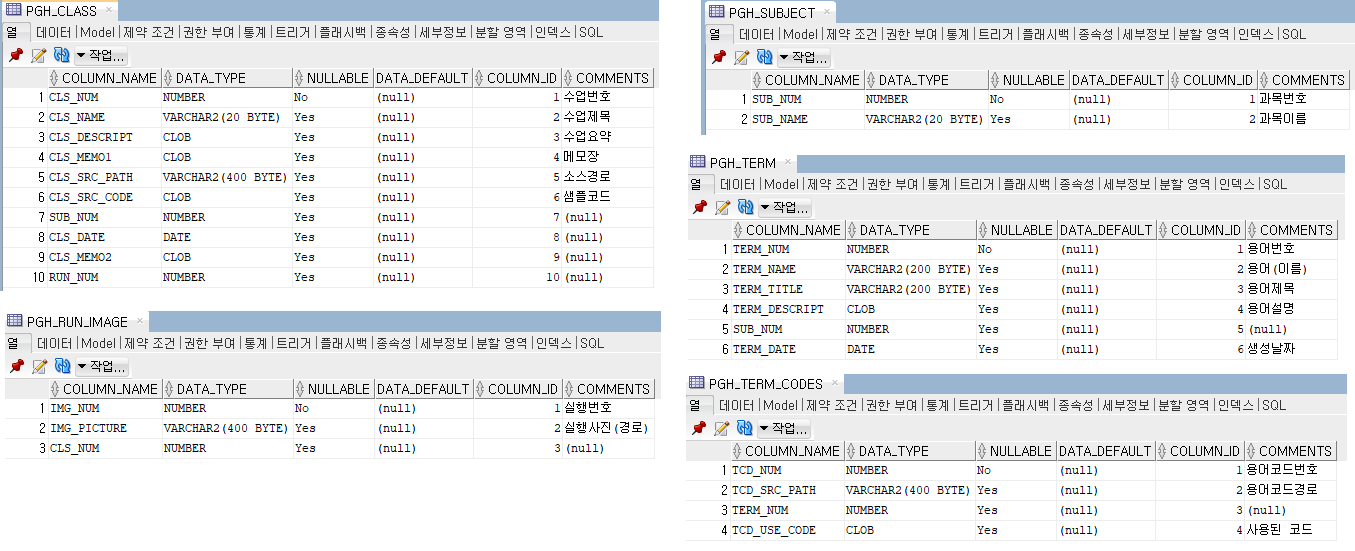 PGH_CLASS
열 데이터 Model 제약 조건 권한 부여 통계 트리거 플래시백 종속성 세부정보 분할 영역 인덱스 SQL
작업...
COLUMN_NAME DATA_TYPE NULLABLE DATA_DEFAULT COLUMN_ID COMMENTS
1 CLS_NUM NUMBER No (null) 1 수업번호
2 CLS_NAME VARCHAR2(20 BYTE) Yes (null) 2 수업제목
3 CLS_DESCRIPT CLOB Yes (null) 3 수업요약
4 CLS_MEMO1 CLOB Yes (null) 4 메모장
5 CLS_SRC_PATH VARCHAR2(400 BYTE) Yes (null) 5 소스경로
6 CLS_SRC_CODE CLOB Yes (null) 6 샘플코드
7 SUB_NUM NUMBER Yes (null) 7 (null)
8 CLS_DATE DATE Yes (null) 8 (null)
9 CLS_MEMO2 CLOB Yes (null) 9 (null)
10 RUN_NUM NUMBER Yes (null) 10 (null)
PGH_RUN_IMAGE
열 데이터 Model 제약 조건 권한 부여 통계 트리거 플래시백 종속성 세부정보 분할 영역 인덱스 SQL
작업...
COLUMN_NAME DATA_TYPE NULLABLE DATA_DEFAULT COLUMN_ID COMMENTS
1 IMG_NUM NUMBER No (null) 1 실행번호
2 IMG_PICTURE VARCHAR2(400 BYTE) Yes (null) 2 실행사진(경로)
3 CLS_NUM NUMBER Yes (null) 3 (null)
PGH_SUBJECT
열 데이터 Model 제약 조건 권한 부여 통계 트리거 플래시백 종속성 세부정보 분할 영역 인덱스 SQL
작업...
COLUMN_NAME DATA_TYPE NULLABLE DATA_DEFAULT COLUMN_ID COMMENTS
1 SUB_NUM NUMBER No (null) 1 과목번호
2 SUB_NAME VARCHAR2(20 BYTE) Yes (null) 2 과목이름
PGH_TERM
열 데이터 Model 제약 조건 권한 부여 통계 트리거 플래시백 종속성 세부정보 분할 영역 인덱스 SQL
작업...
COLUMN_NAME DATA_TYPE NULLABLE DATA_DEFAULT COLUMN_ID COMMENTS
1 TERM_NUM NUMBER No (null) 1 용어번호
2 TERM_NAME VARCHAR2(200 BYTE) Yes (null) 2 용어(이름)
3 TERM_TITLE VARCHAR2(200 BYTE) Yes (null) 3 용어제목
4 TERM_DESCRIPT CLOB Yes (null) 4 용어설명
5 SUB_NUM NUMBER Yes (null) 5 (null)
6 TERM_DATE DATE Yes (null) 6 생성날짜
PGH_TERM_CODES
열 데이터 Model 제약 조건 권한 부여 통계 트리거 플래시백 종속성 세부정보 분할 영역 인덱스 SQL
작업...
COLUMN_NAME DATA_TYPE NULLABLE DATA_DEFAULT COLUMN_ID COMMENTS
1 TCD_NUM NUMBER No (null) 1 용어코드번호
2 TCD_SRC_PATH VARCHAR2(400 BYTE) Yes (null) 2 용어코드경로
3 TERM_NUM NUMBER Yes (null) 3 (null)
4 TCD_USE_CODE CLOB Yes (null) 4 사용된 코드